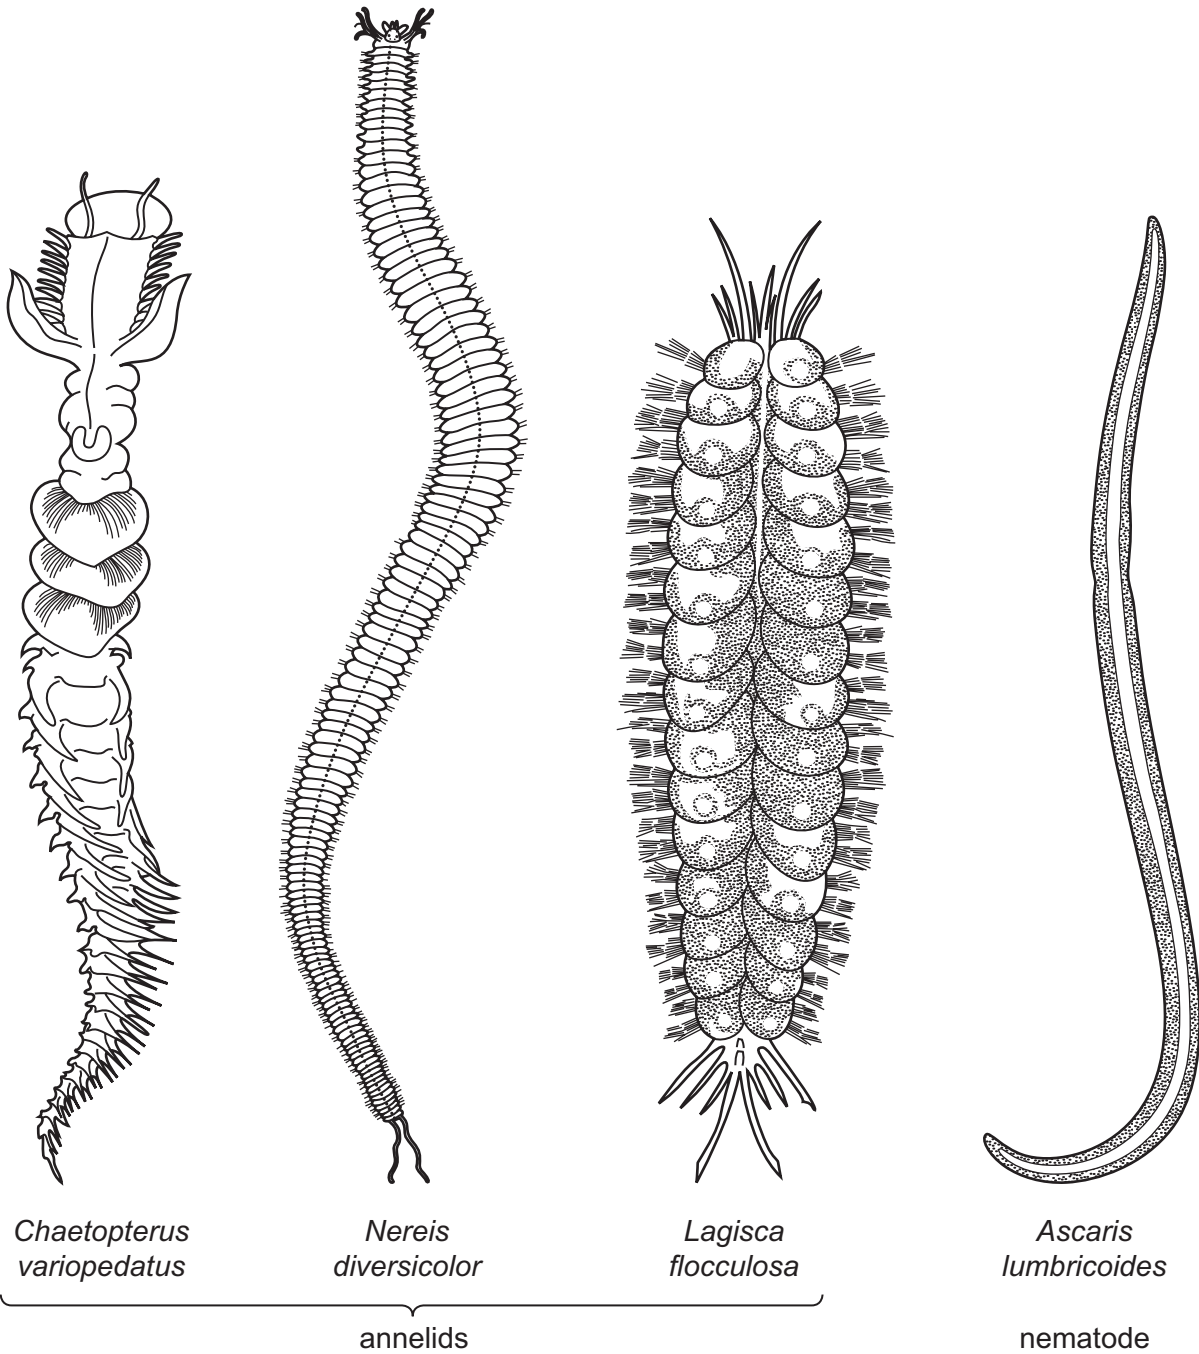 Chaetopterus
variopedatus
Nereis
diversicolor
Lagisca
flocculosa
Ascaris
lumbricoides
annelids
nematode